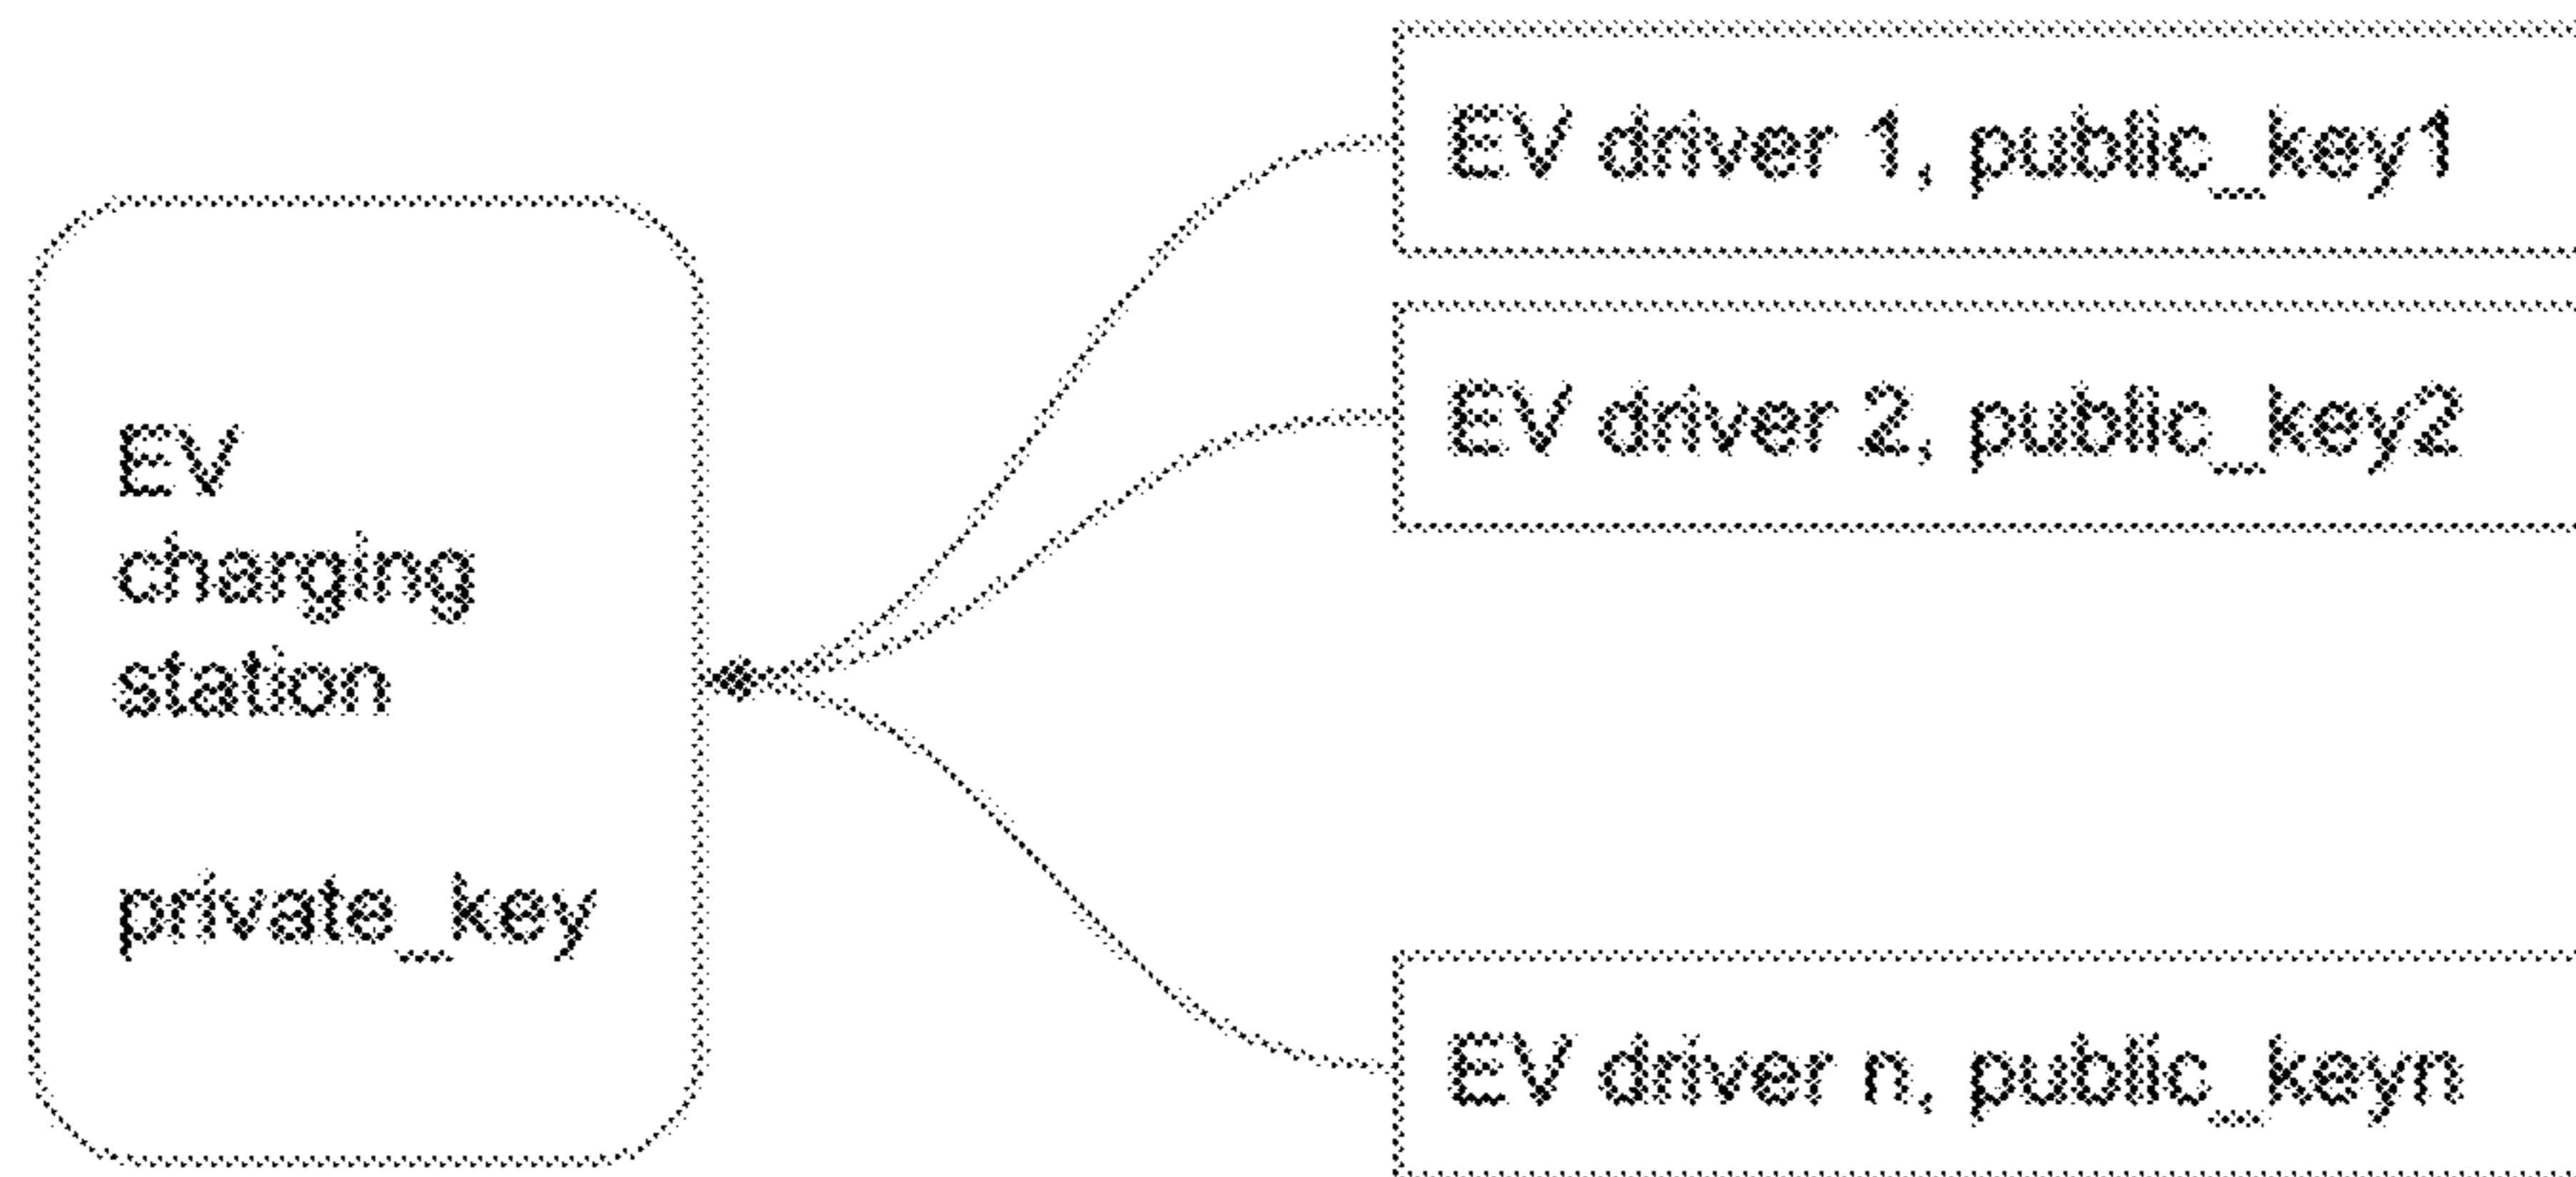 EV
charging
station
private_key
EV driver 1, public_key1
EV driver 2, public_key2
EV driver n, public_keyn